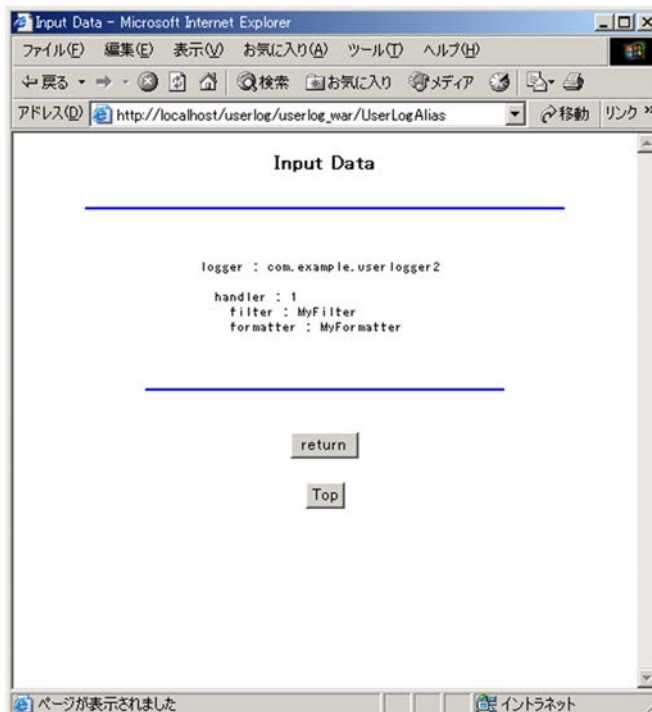 Input Data - Microsoft Internet Explorer
ファイル(F) 編集(E) 表示(V) お気に入り(A) ツール(T) ヘルプ(H)
戻る 検索 お気に入り メディア
アドレス(D) http://localhost/userlog/userlog_war/UserLogAlias 移動 リンク »
Input Data
logger : com.example.userlogger2
handler : 1
filter : MyFilter
formatter : MyFormatter
return
Top
ページが表示されました イントラネット